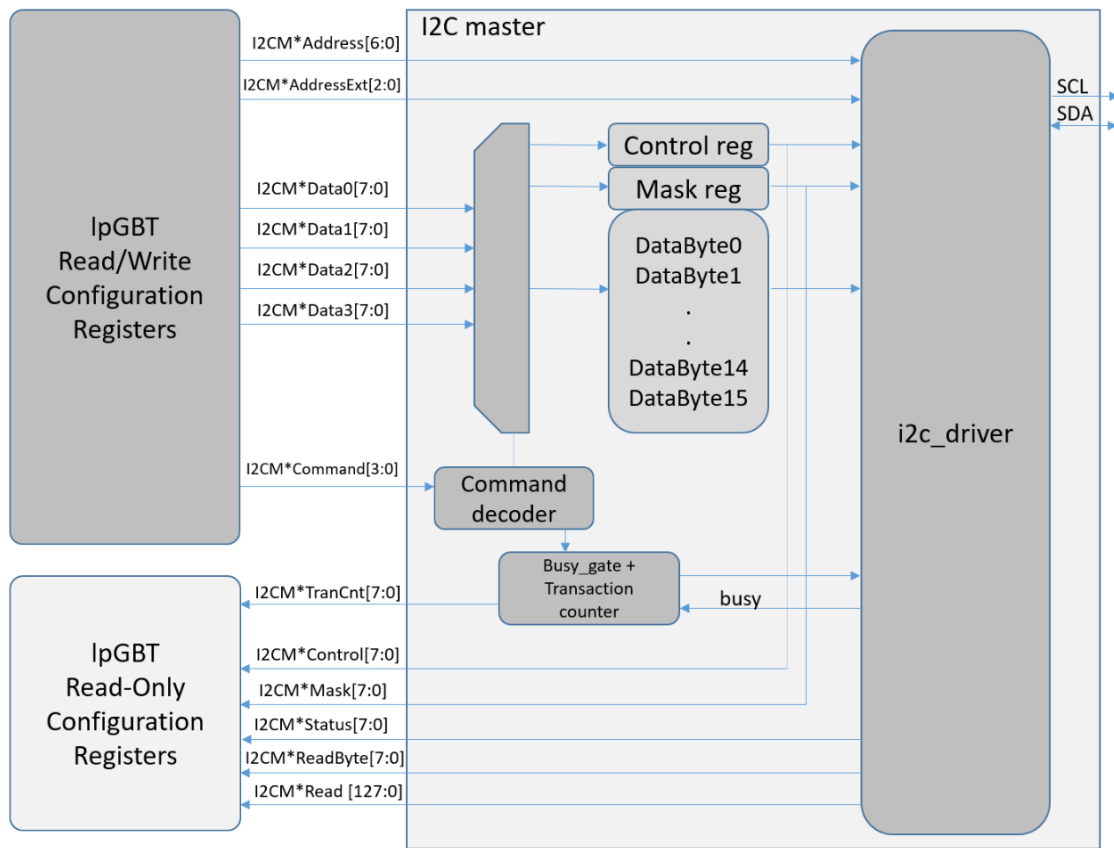 I2C master
I2CM*Address[6:0]
I2CM*AddressExt[2:0]
SCL
SDA
Control reg
Mask reg
I2CM*Data0[7:0]
I2CM*Data1[7:0]
I2CM*Data2[7:0]
I2CM*Data3[7:0]
lpGBT
Read/Write
Configuration
Registers
DataByte0
DataByte1
.
.
DataByte14
DataByte15
i2c_driver
I2CM*Command[3:0]
Command
decoder
Busy_gate +
Transaction
counter
busy
I2CM*TranCnt[7:0]
I2CM*Control[7:0]
I2CM*Mask[7:0]
I2CM*Status[7:0]
I2CM*ReadByte[7:0]
I2CM*Read [127:0]
lpGBT
Read-Only
Configuration
Registers